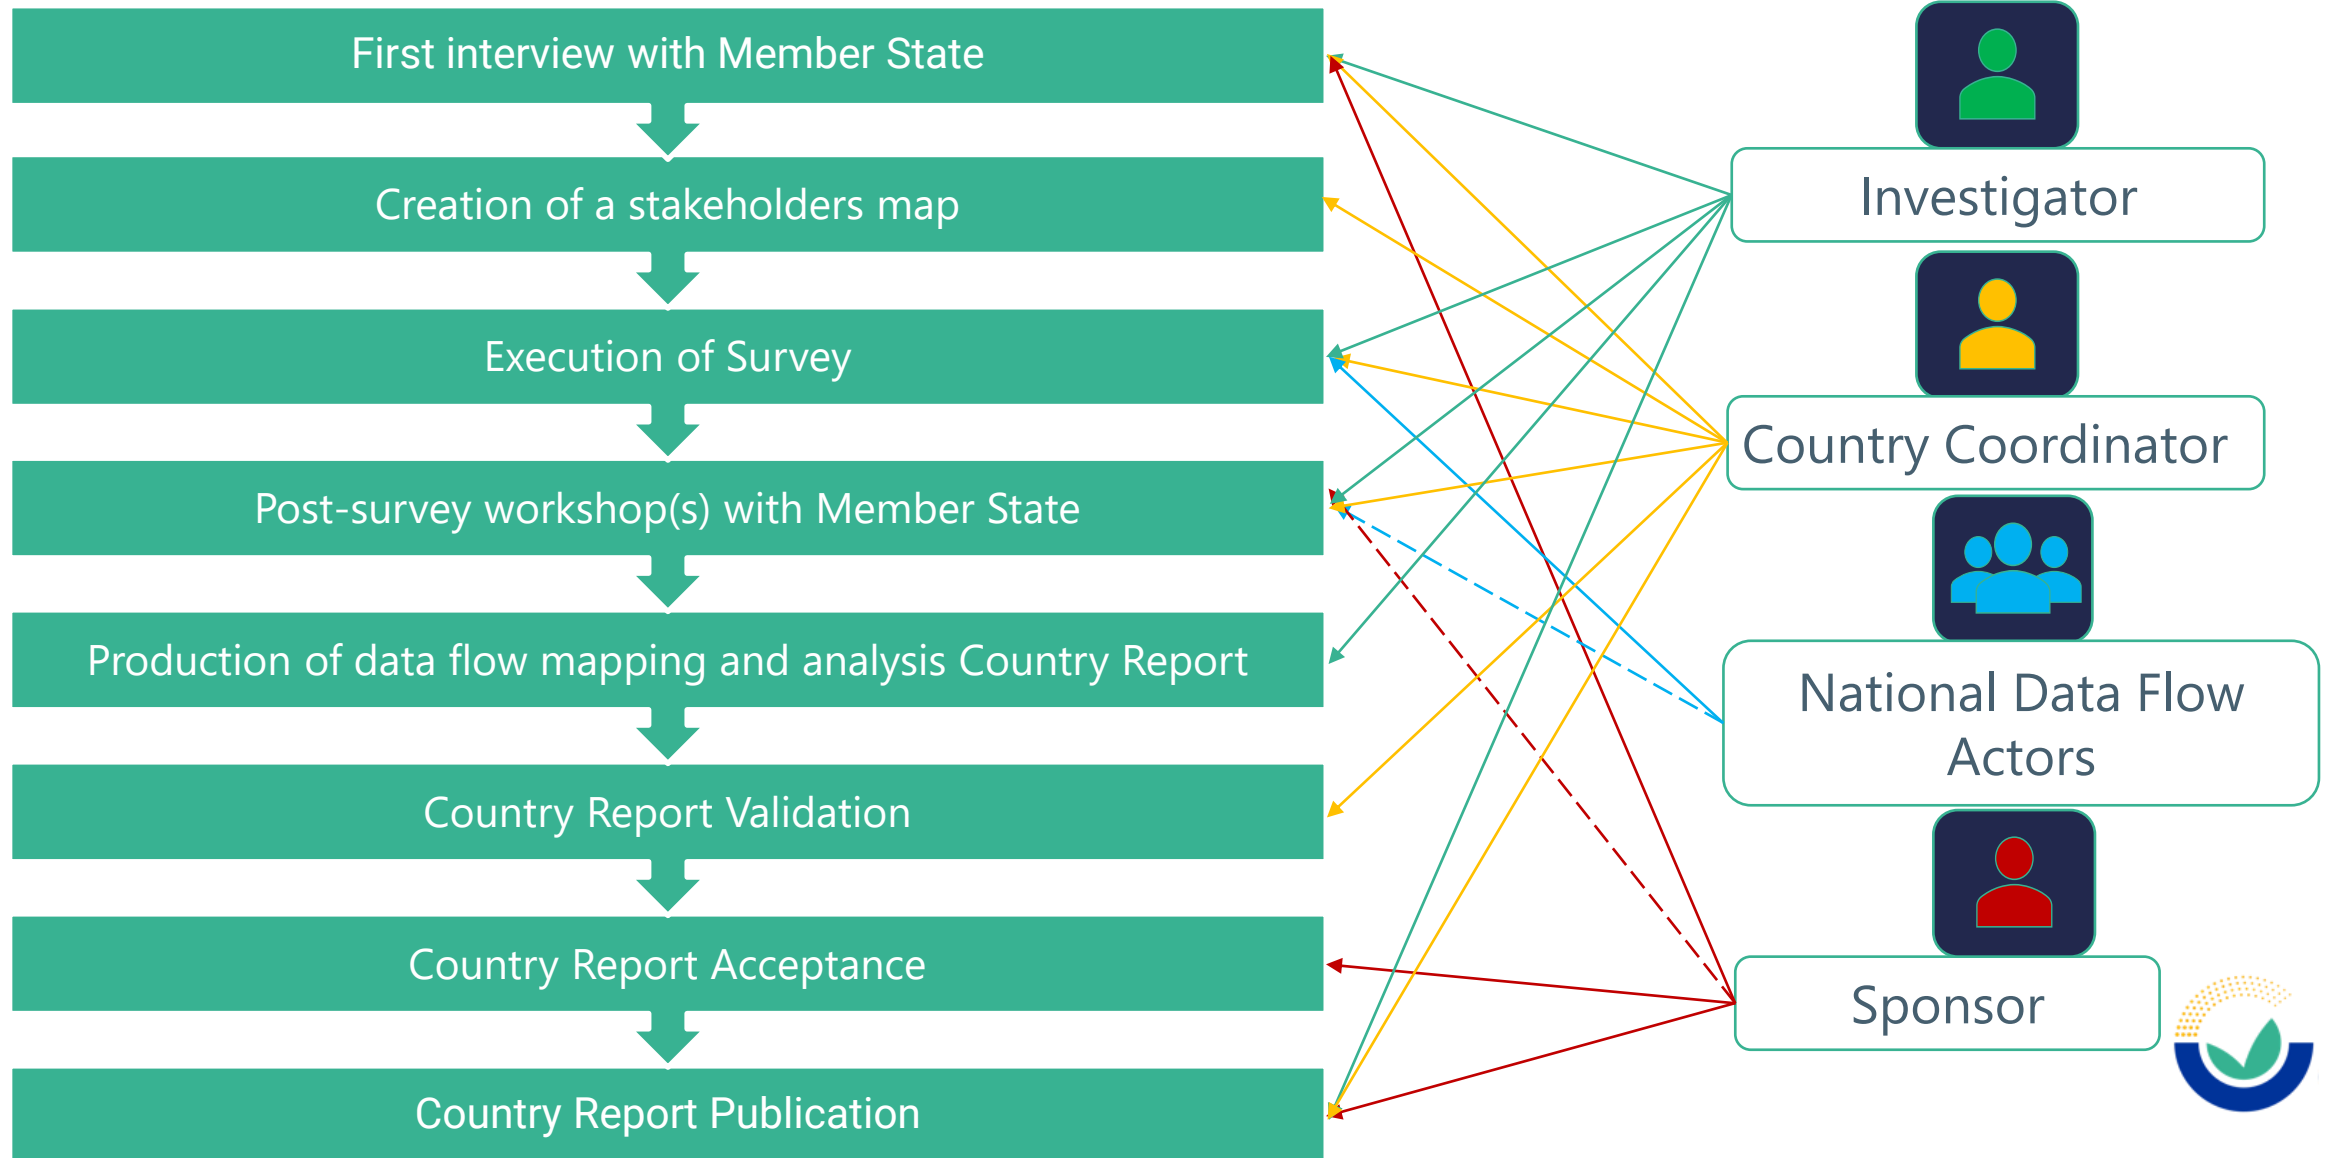 First interview with Member State
Creation of a stakeholders map
Execution of Survey
Post-survey workshop(s) with Member State
Production of data flow mapping and analysis Country Report
Country Report Validation
Country Report Acceptance
Country Report Publication
Investigator
Country Coordinator
National Data Flow
Actors
Sponsor